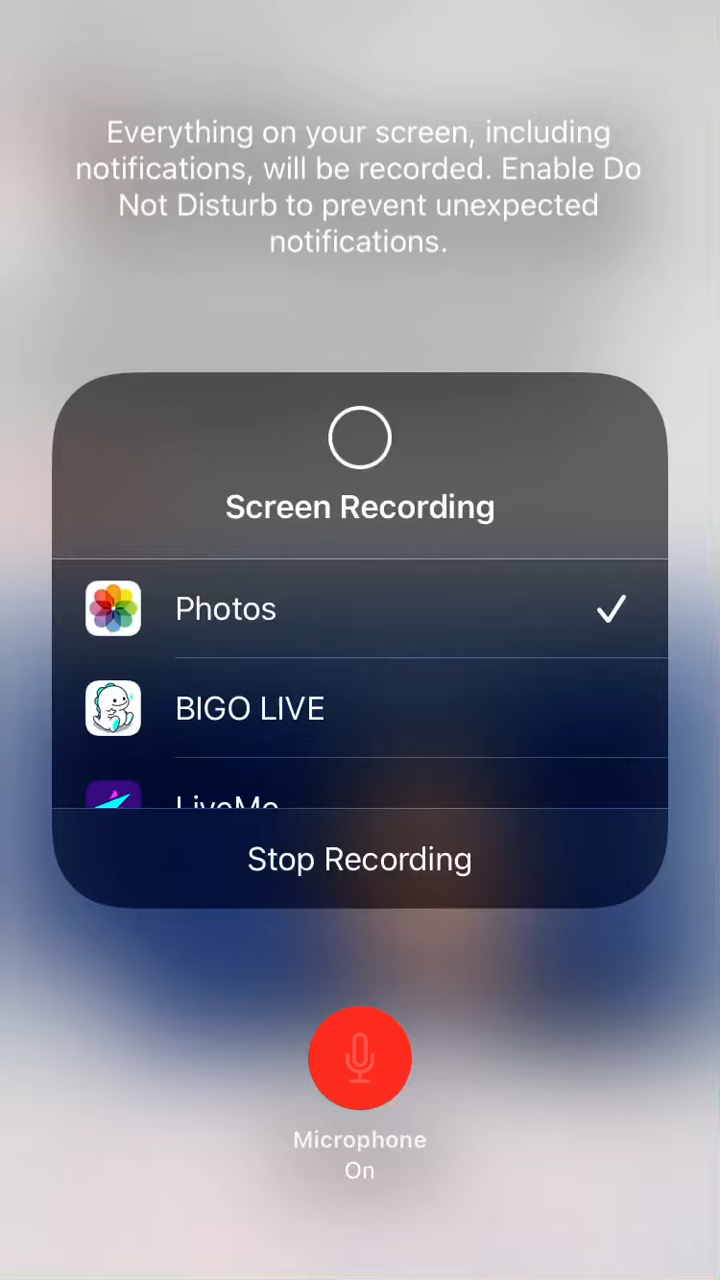 Everything on your screen, including
notifications, will be recorded. Enable Do
Not Disturb to prevent unexpected
notifications.
Screen Recording
Photos
BIGO LIVE
LiveMe
Stop Recording
Microphone
On